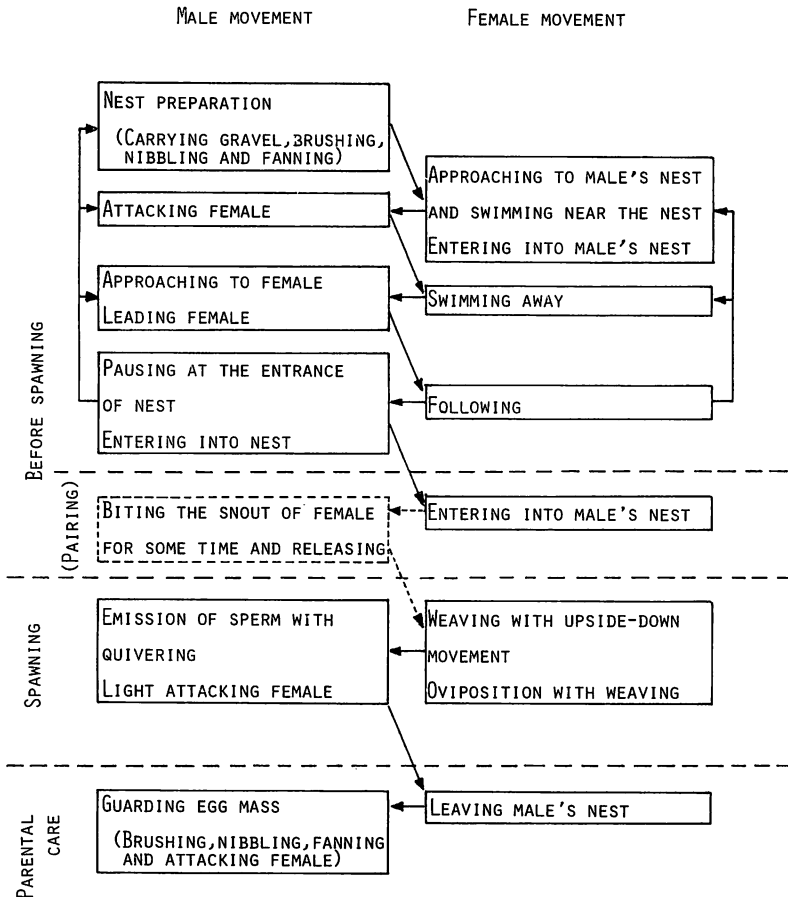 MALE MOVEMENT
FEMALE MOVEMENT
NEST PREPARATION
(CARRYING GRAVEL, BRUSHING,
NIBBLING AND FANNING)
APPROACHING TO MALE'S NEST
AND SWIMMING NEAR THE NEST
ENTERING INTO MALE'S NEST
ATTACKING FEMALE
APPROACHING TO FEMALE
LEADING FEMALE
SWIMMING AWAY
PAUSING AT THE ENTRANCE
OF NEST
ENTERING INTO NEST
FOLLOWING
BEFORE SPAWNING
(PAIRING)
BITING THE SNOUT OF FEMALE
FOR SOME TIME AND RELEASING
ENTERING INTO MALE'S NEST
SPAWNING
EMISSION OF SPERM WITH
QUIVERING
LIGHT ATTACKING FEMALE
WEAVING WITH UPSIDE-DOWN
MOVEMENT
OVIPOSITION WITH WEAVING
PARENTAL
CARE
GUARDING EGG MASS
(BRUSHING, NIBBLING, FANNING
AND ATTACKING FEMALE)
LEAVING MALE'S NEST